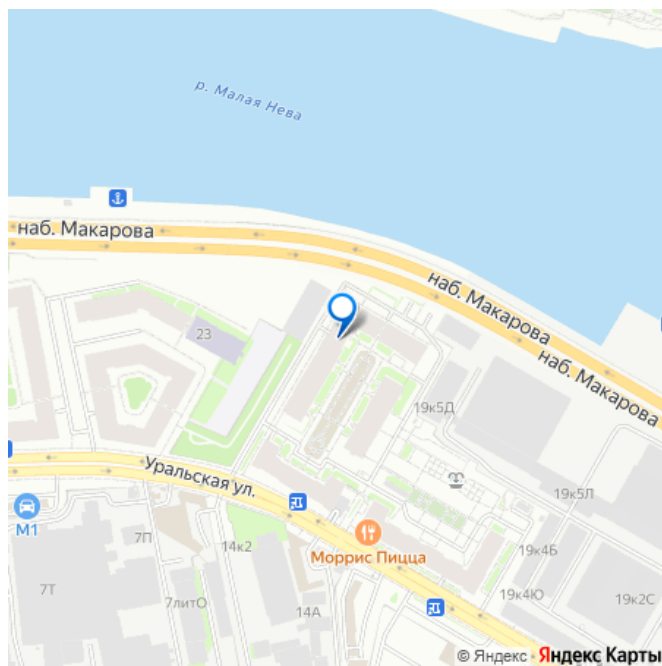 р. Малая Нева
наб. Макарова
наб. Макарова
наб. Макарова
23
19к5Д
Уральская ул.
19к5Л
М1
7П
14к2
Моррис Пицца
19к4Б
7Т
7литО
14А
19к4Ю
19к2С
© Яндекс Яндекс Карты